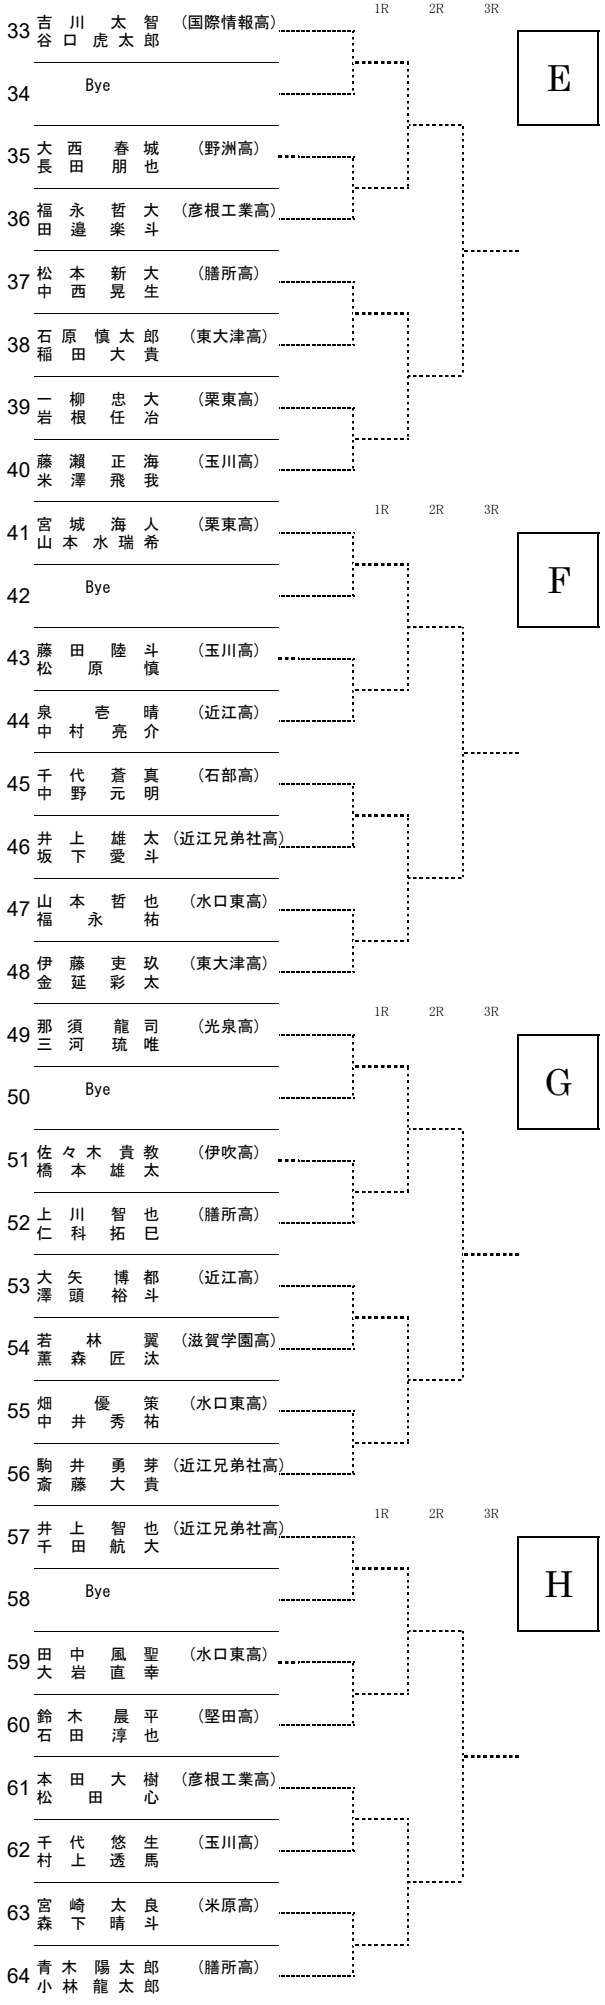 1R 2R 3R
E
33 吉川太智 (国際情報高)
谷口虎太郎
34 Bye
35 大西春城 (野洲高)
長田朋也
36 福永哲大 (彦根工業高)
田邉楽斗
37 松本新大 (膳所高)
中西晃生
38 石原慎太郎 (東大津高)
稲田大貴
39 一柳忠大 (栗東高)
岩根任冶
40 藤瀬正海 (玉川高)
米澤飛我
1R 2R 3R
F
41 宮城海人 (栗東高)
山本水瑞希
42 Bye
43 藤田陸斗 (玉川高)
松原慎
44 泉壱晴 (近江高)
中村亮介
45 千代蒼真 (石部高)
中野元明
46 井上雄太 (近江兄弟社高)
坂下愛斗
47 山本哲也 (水口東高)
福永祐
48 伊藤吏玖 (東大津高)
金延彩太
1R 2R 3R
G
49 那須龍司 (光泉高)
三河琉唯
50 Bye
51 佐々木貴教 (伊吹高)
橋本雄太
52 上川智也 (膳所高)
仁科拓巳
53 大矢博都 (近江高)
澤頭裕斗
54 若林翼 (滋賀学園高)
薫森匠汰
55 畑優策 (水口東高)
中井秀祐
56 駒井勇芽 (近江兄弟社高)
斎藤大貴
1R 2R 3R
H
57 井上智也 (近江兄弟社高)
千田航大
58 Bye
59 田中風聖 (水口東高)
大岩直幸
60 鈴木晨平 (堅田高)
石田淳也
61 本田大樹 (彦根工業高)
松田心
62 千代悠生 (玉川高)
村上透馬
63 宮崎太良 (米原高)
森下晴斗
64 青木陽太郎 (膳所高)
小林龍太郎